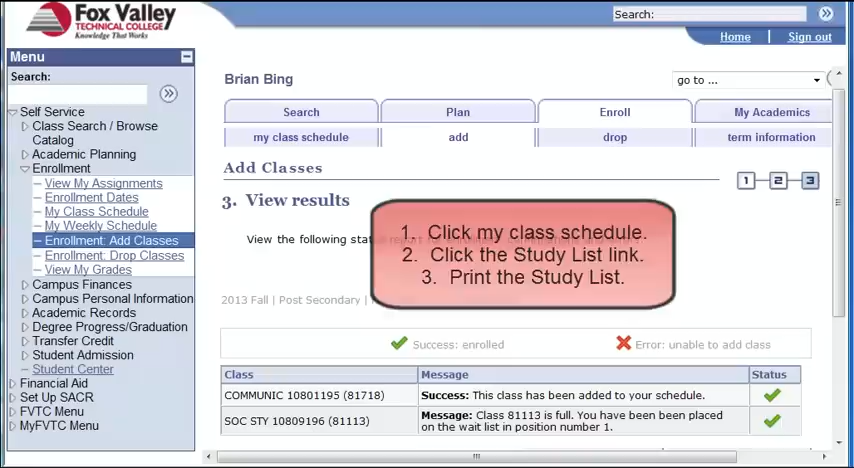 Fox Valley
TECHNICAL COLLEGE
Knowledge That Works
Search:
Home | Sign out
Menu
Search:
Self Service
Class Search / Browse
Catalog
Academic Planning
Enrollment
View My Assignments
Enrollment Dates
My Class Schedule
My Weekly Schedule
Enrollment: Add Classes
Enrollment: Drop Classes
View My Grades
Campus Finances
Campus Personal Information
Academic Records
Degree Progress/Graduation
Transfer Credit
Student Admission
Student Center
Financial Aid
Set Up SACR
FVTC Menu
MyFVTC Menu
Brian Bing
go to ...
Search Plan Enroll My Academics
my class schedule add drop term information
Add Classes
1 2 3
3. View results
View the following
1. Click my class schedule.
2. Click the Study List link.
3. Print the Study List.
2013 Fall | Post Secondary |
Success: enrolled Error: unable to add class
Class Message Status
COMMUNIC 10801195 (81718) Success: This class has been added to your schedule.
SOC STY 10809196 (81113) Message: Class 81113 is full. You have been been placed
on the wait list in position number 1.